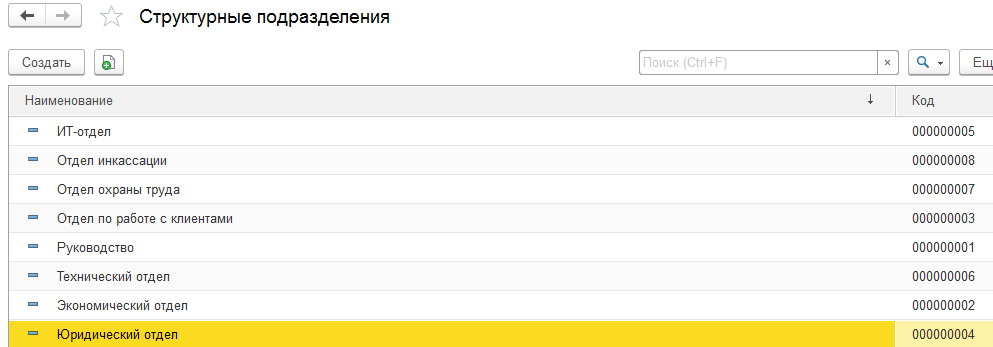 Структурные подразделения
Создать Поиск (Ctrl+F) × Ещ
Наименование ↓ Код
ИТ-отдел 000000005
Отдел инкассации 000000008
Отдел охраны труда 000000007
Отдел по работе с клиентами 000000003
Руководство 000000001
Технический отдел 000000006
Экономический отдел 000000002
Юридический отдел 000000004